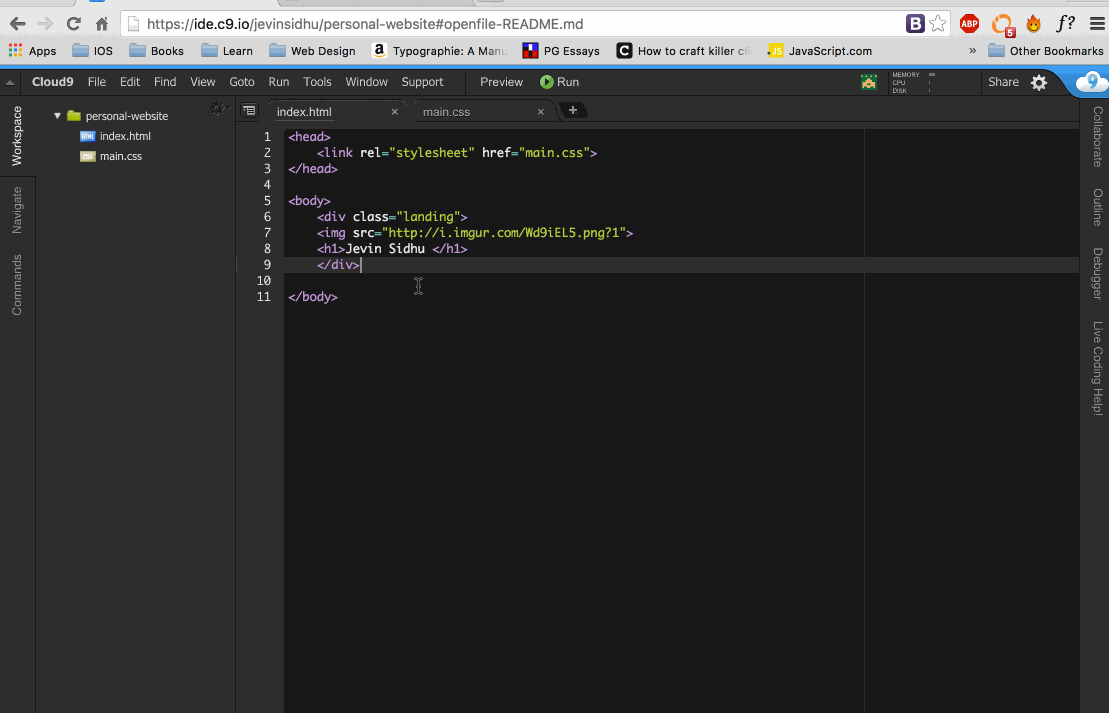 https://ide.c9.io/jevinsidhu/personal-website#openfile-README.md B ABP 5 f?
Apps IOS Books Learn Web Design a Typographie: A Manu PG Essays C How to craft killer cli JS JavaScript.com » Other Bookmarks
Cloud9 File Edit Find View Goto Run Tools Window Support Preview Run MEMORY CPU DISK Share 9
Workspace
Navigate
Commands
personal-website
index.html
main.css
index.html × main.css × +
1 <head>
2 <link rel="stylesheet" href="main.css">
3 </head>
4
5 <body>
6 <div class="landing">
7 <img src="http://i.imgur.com/Wd9iEL5.png?1">
8 <h1>Jevin Sidhu </h1>
9 </div>
10
11 </body>
Collaborate
Outline
Debugger
Live Coding Help!